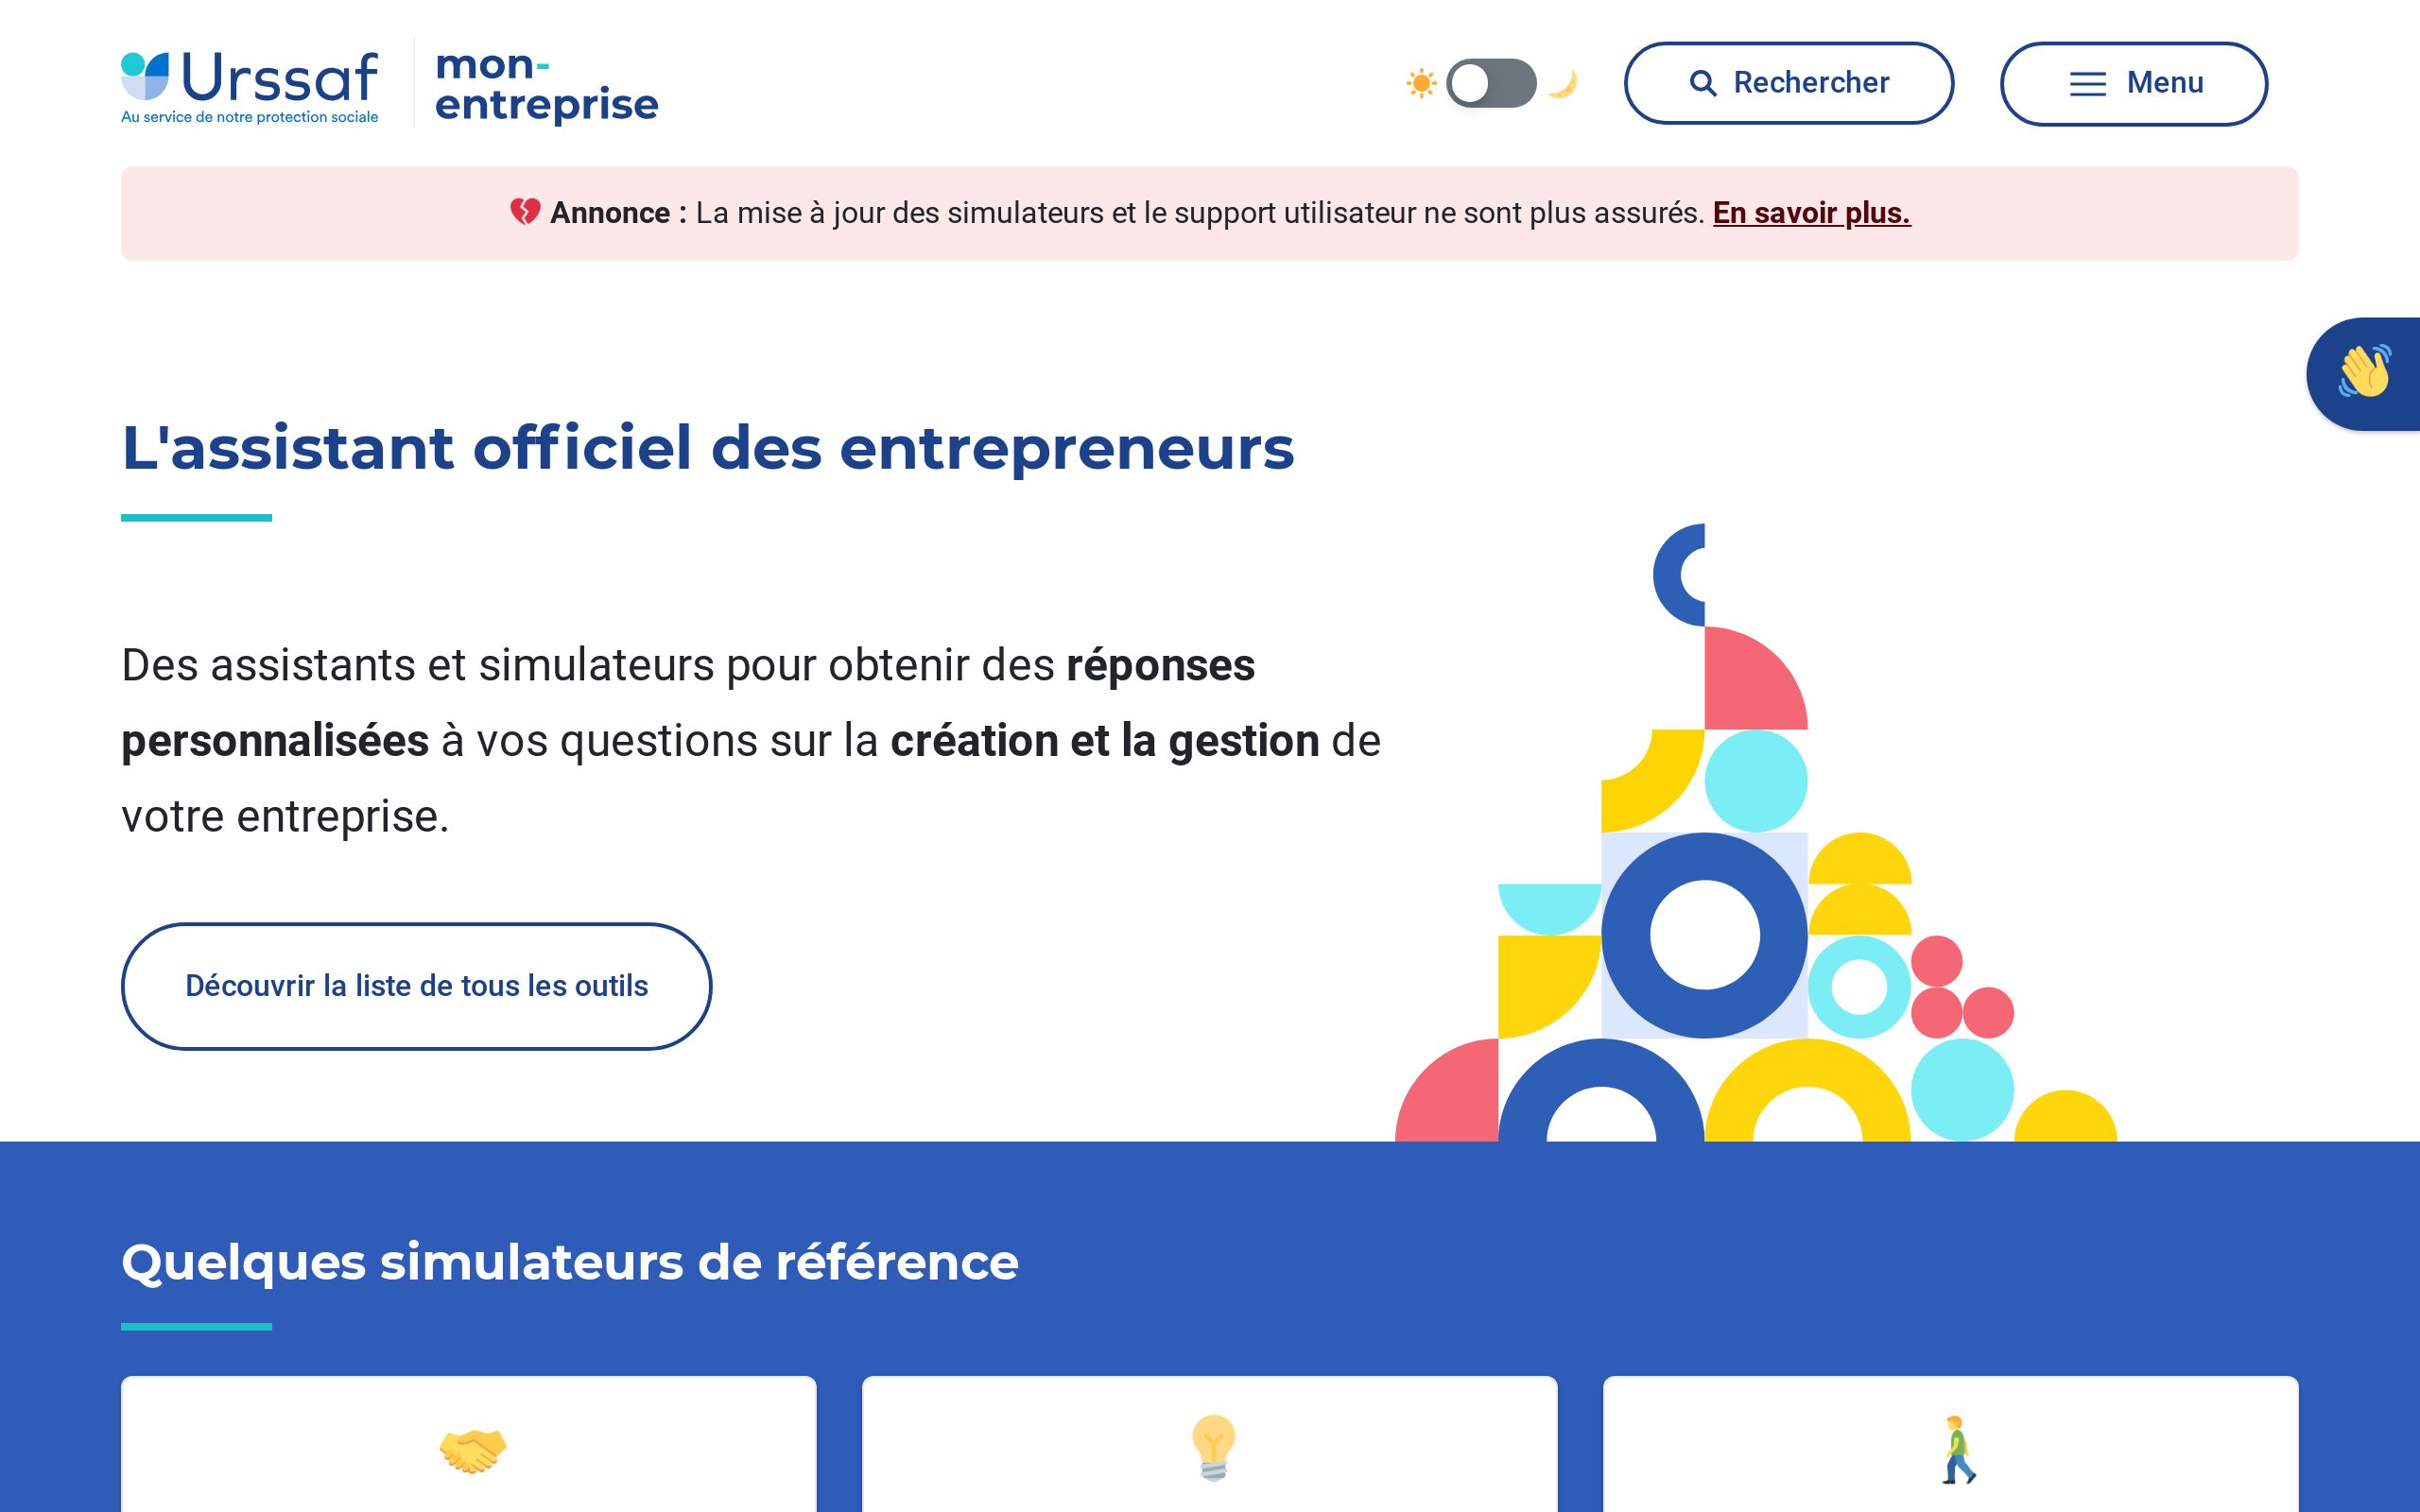 Urssaf
Au service de notre protection sociale
mon-
entreprise
Rechercher
Menu
Annonce : La mise à jour des simulateurs et le support utilisateur ne sont plus assurés. En savoir plus.
L'assistant officiel des entrepreneurs
Des assistants et simulateurs pour obtenir des réponses
personnalisées à vos questions sur la création et la gestion de
votre entreprise.
Découvrir la liste de tous les outils
Quelques simulateurs de référence